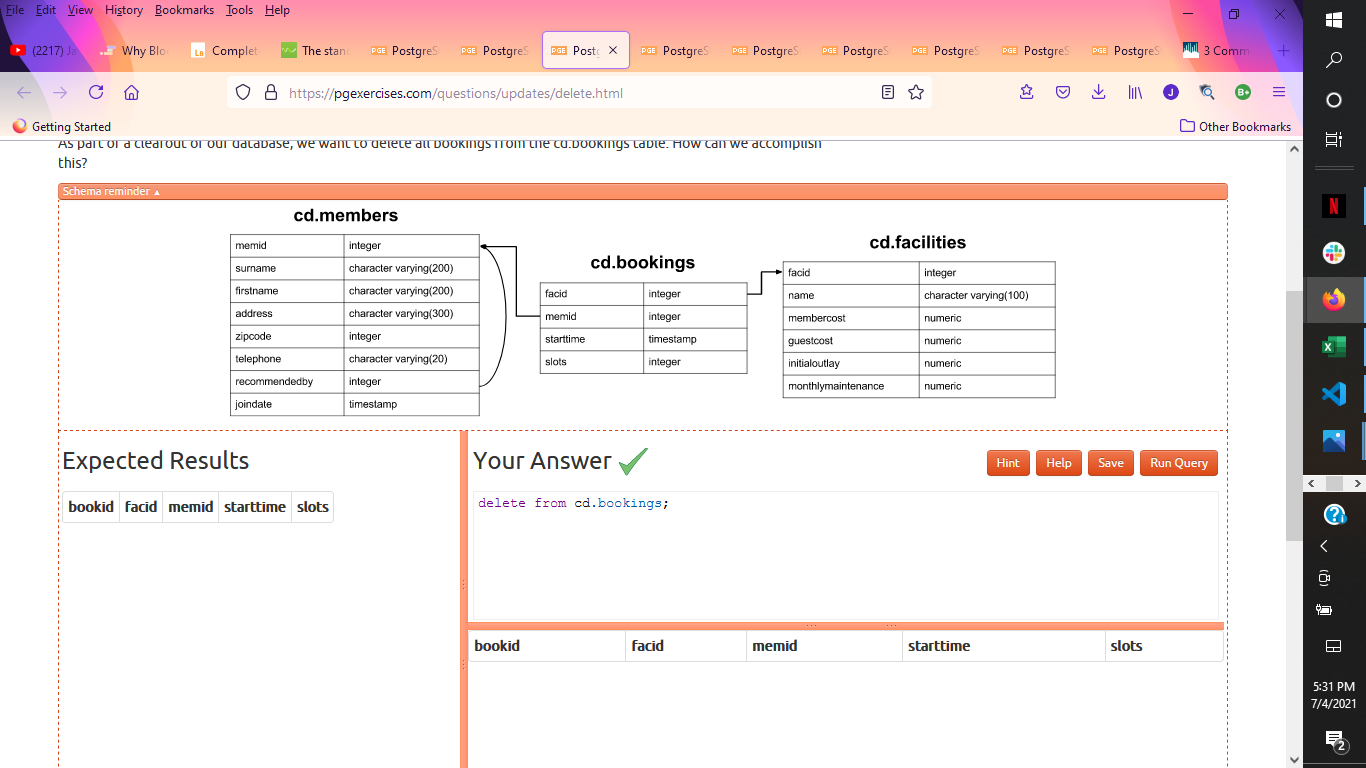 File Edit View History Bookmarks Tools Help
(2217) Ja Why Blo Complet The stan PostgreS PostgreS Postg PostgreS PostgreS PostgreS PostgreS PostgreS PostgreS 3 Comm
https://pgexercises.com/questions/updates/delete.html
Getting Started Other Bookmarks
As part of a clearout of our database, we want to delete all bookings from the cd.bookings table. How can we accomplish
this?
Schema reminder ▲
cd.members
memid integer
surname character varying(200)
firstname character varying(200)
address character varying(300)
zipcode integer
telephone character varying(20)
recommendedby integer
joindate timestamp
cd.bookings
facid integer
memid integer
starttime timestamp
slots integer
cd.facilities
facid integer
name character varying(100)
membercost numeric
guestcost numeric
initialoutlay numeric
monthlymaintenance numeric
Expected Results
bookid facid memid starttime slots
Your Answer
Hint Help Save Run Query
delete from cd.bookings;
bookid facid memid starttime slots
5:31 PM
7/4/2021
2